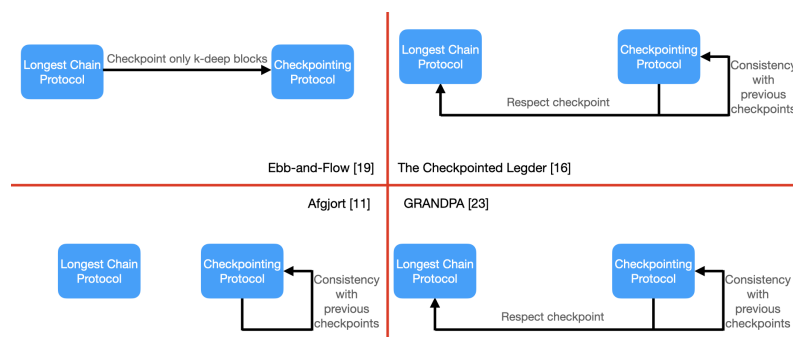 Longest Chain
Protocol
Checkpoint only k-deep blocks
Checkpointing
Protocol
Ebb-and-Flow [19]
Longest Chain
Protocol
Checkpointing
Protocol
Consistency
with
previous
checkpoints
Respect checkpoint
The Checkpointed Legder [16]
Afgjort [11]
Longest Chain
Protocol
Checkpointing
Protocol
Consistency
with
previous
checkpoints
GRANDPA [23]
Longest Chain
Protocol
Checkpointing
Protocol
Consistency
with
previous
checkpoints
Respect checkpoint